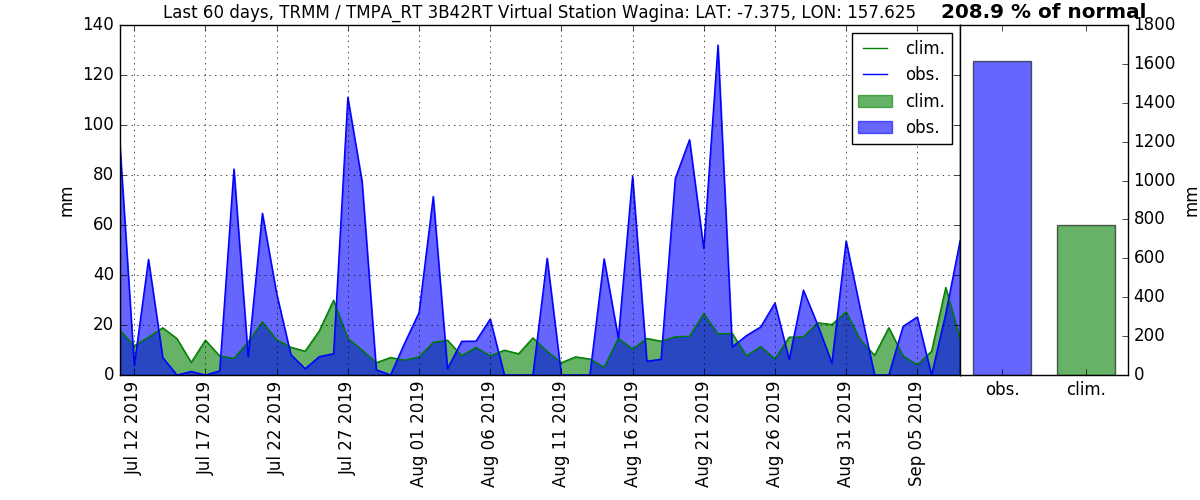 Last 60 days, TRMM / TMPA_RT 3B42RT Virtual Station Wagina: LAT: -7.375, LON: 157.625
208.9 % of normal
140
120
100
80
60
40
20
0
mm
clim.
obs.
clim.
obs.
1800
1600
1400
1200
1000
800
600
400
200
0
mm
obs.
clim.
Jul 12 2019
Jul 17 2019
Jul 22 2019
Jul 27 2019
Aug 01 2019
Aug 06 2019
Aug 11 2019
Aug 16 2019
Aug 21 2019
Aug 26 2019
Aug 31 2019
Sep 05 2019